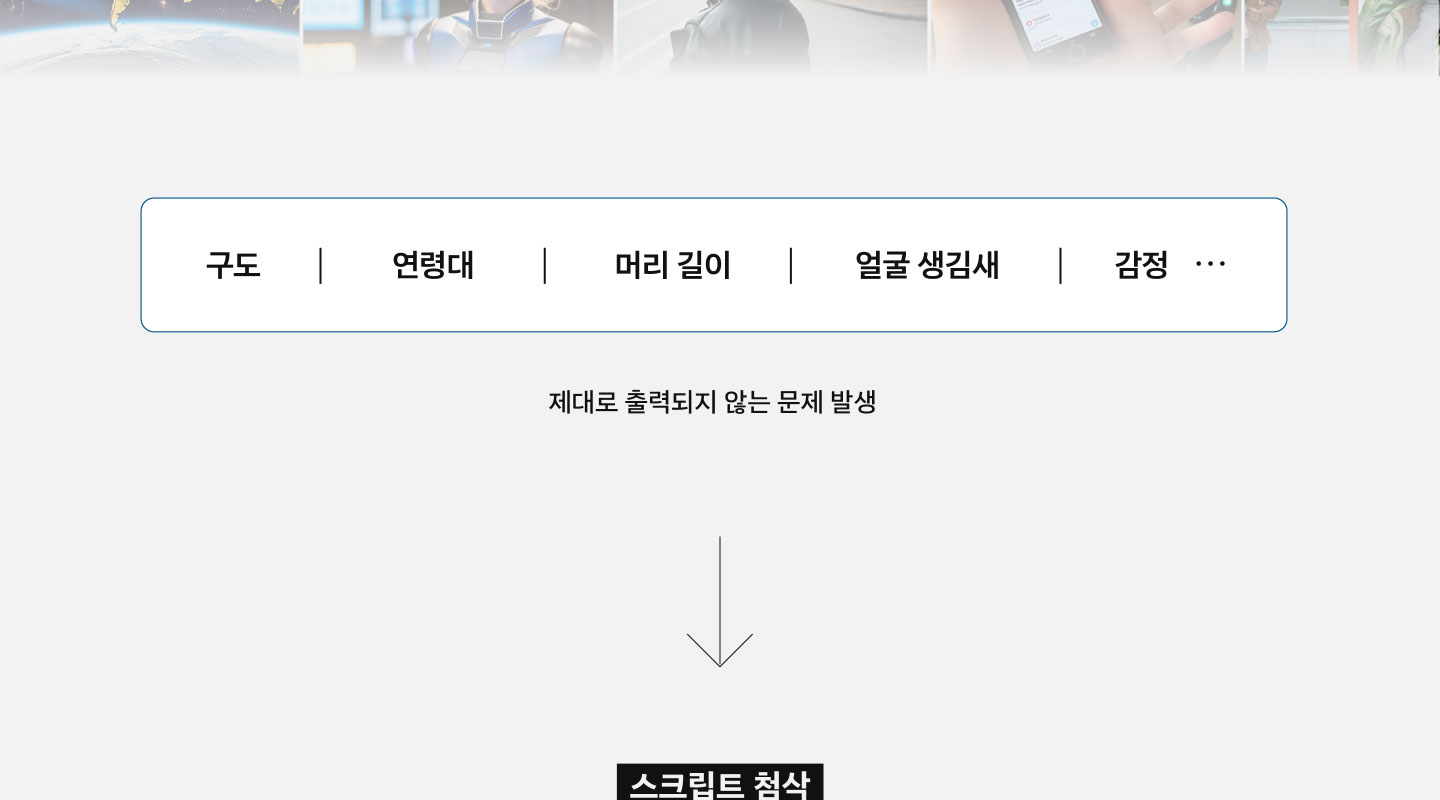 구도 | 연령대 | 머리 길이 | 얼굴 생김새 | 감정 ···
제대로 출력되지 않는 문제 발생
스크립트 첨삭